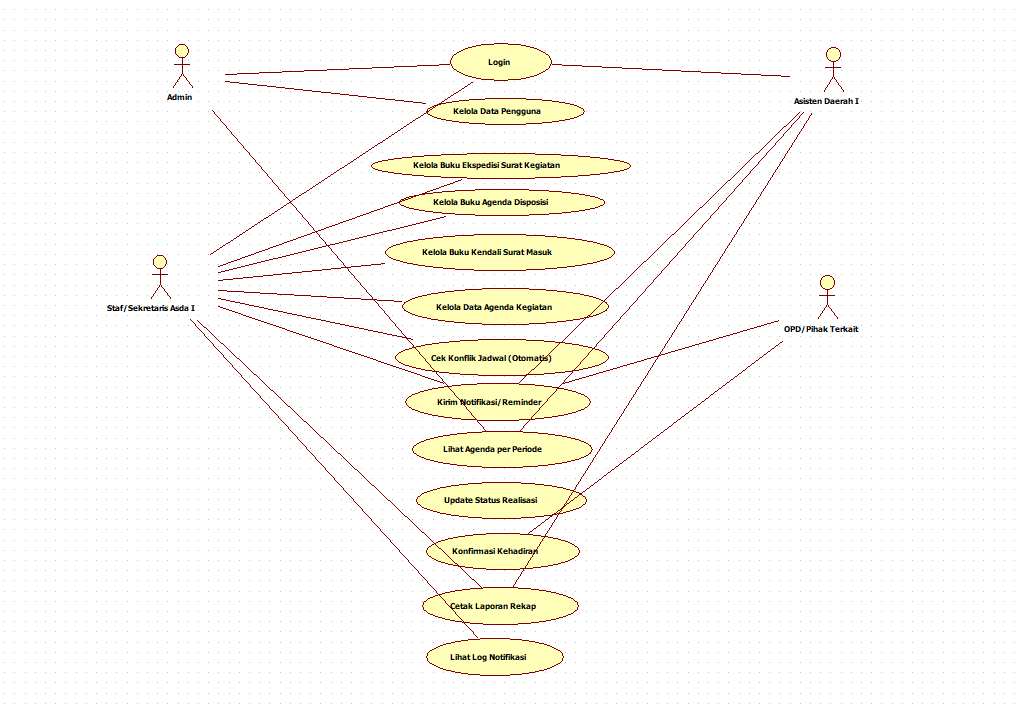 Login
Admin
Asisten Daerah I
Kelola Data Pengguna
Kelola Buku Ekspedisi Surat Kegiatan
Kelola Buku Agenda Disposisi
Kelola Buku Kendali Surat Masuk
Staf/Sekretaris Asda I
Kelola Data Agenda Kegiatan
OPD/Pihak Terkait
Cek Konflik Jadwal (Otomatis)
Kirim Notifikasi/Reminder
Lihat Agenda per Periode
Update Status Realisasi
Konfirmasi Kehadiran
Cetak Laporan Rekap
Lihat Log Notifikasi